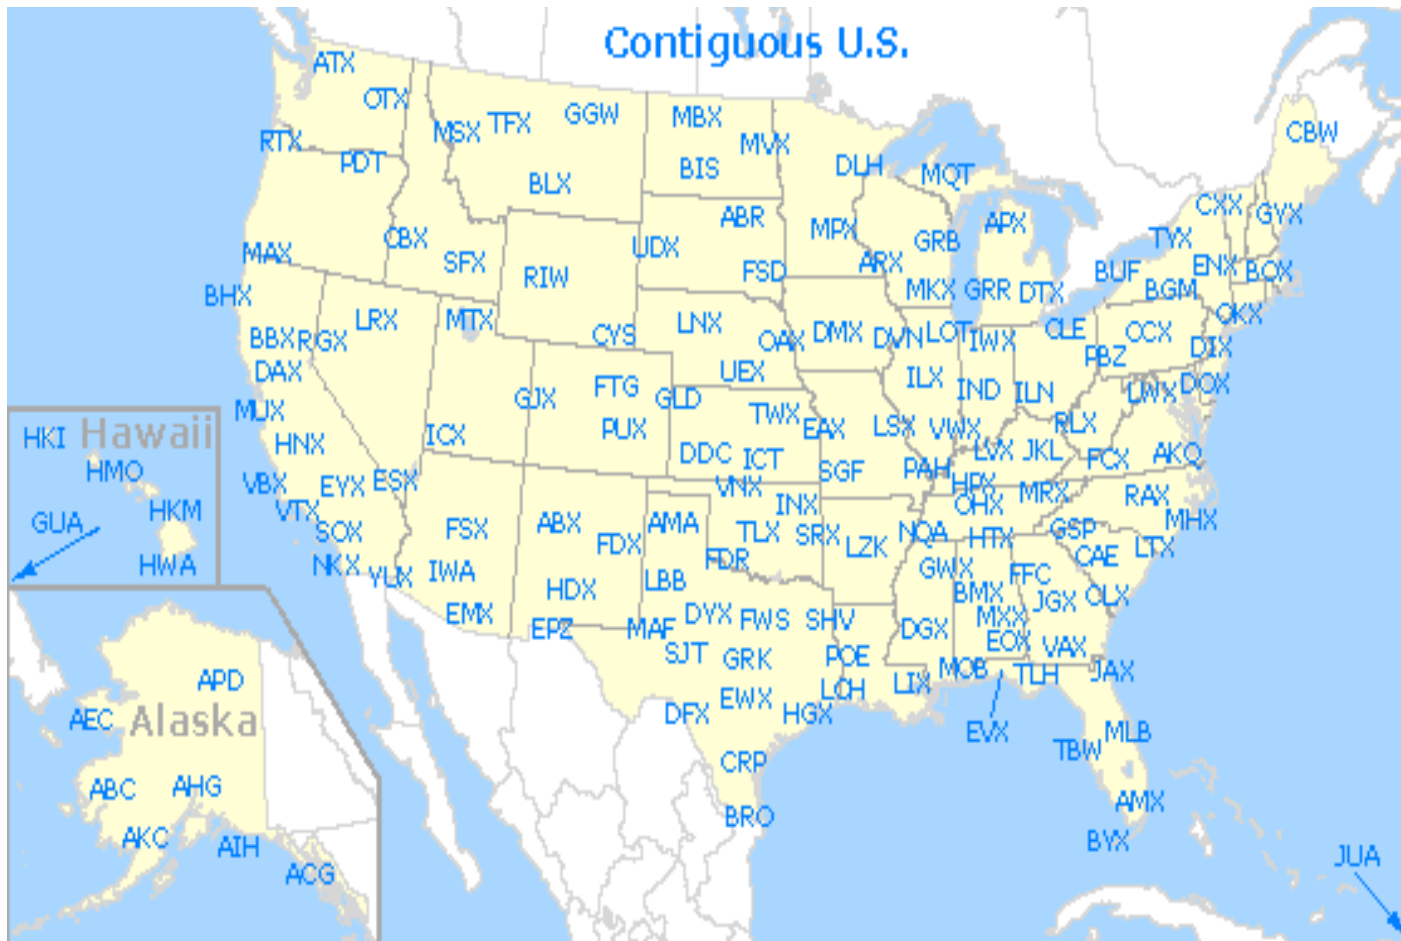 Contiguous U.S.
ATX
OTX
RTX
PDT
MSX
TFX
GGW
BLX
MBX
MVX
BIS
DLH
MQT
CBW
CXX
GYX
TYX
APX
ABR
MPX
GRB
UDX
CBX
SFX
MAX
RIW
FSD
ARX
BUF
ENX
BOX
BGM
MKX
GRR
DTX
BHX
LRX
MTX
CYS
LNX
OAX
DMX
DVN
LOT
IWX
CLE
CCX
OKX
PBZ
DIX
BBX
RGX
DAX
GJX
FTG
GLD
UEX
ILX
IND
ILN
LWX
DOX
MUX
HNX
ICX
PUX
TWX
EAX
LSX
VWX
RLX
LVX
JKL
FCX
AKQ
DDC
ICT
SGF
PAH
HPX
VBX
EYX
ESX
VNX
INX
OHX
MRX
RAX
MHX
VTX
SOX
FSX
ABX
FDX
AMA
TLX
SRX
LZK
NQA
HTX
GSP
CAE
LTX
FDR
NKX
YUX
IWA
HDX
LBB
GWX
FFC
BMX
JGX
CLX
EMX
EPZ
MAF
DYX
FWS
SHV
DGX
MXX
EOX
VAX
SJT
GRK
POE
MOB
TLH
JAX
LCH
LIX
EWX
DFX
HGX
EVX
MLB
TBW
CRP
AMX
BRO
BYX
JUA
Hawaii
HKI
HMO
HKM
GUA
HWA
Alaska
APD
AEC
ABC
AHG
AKC
AIH
ACG